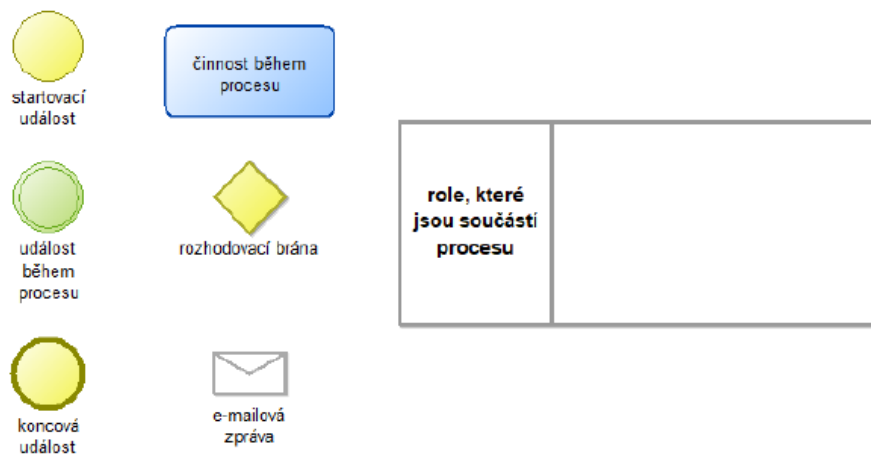 startovací
událost
činnost během
procesu
událost
během
procesu
rozhodovací brána
role, které
jsou součástí
procesu
koncová
událost
e-mailová
zpráva